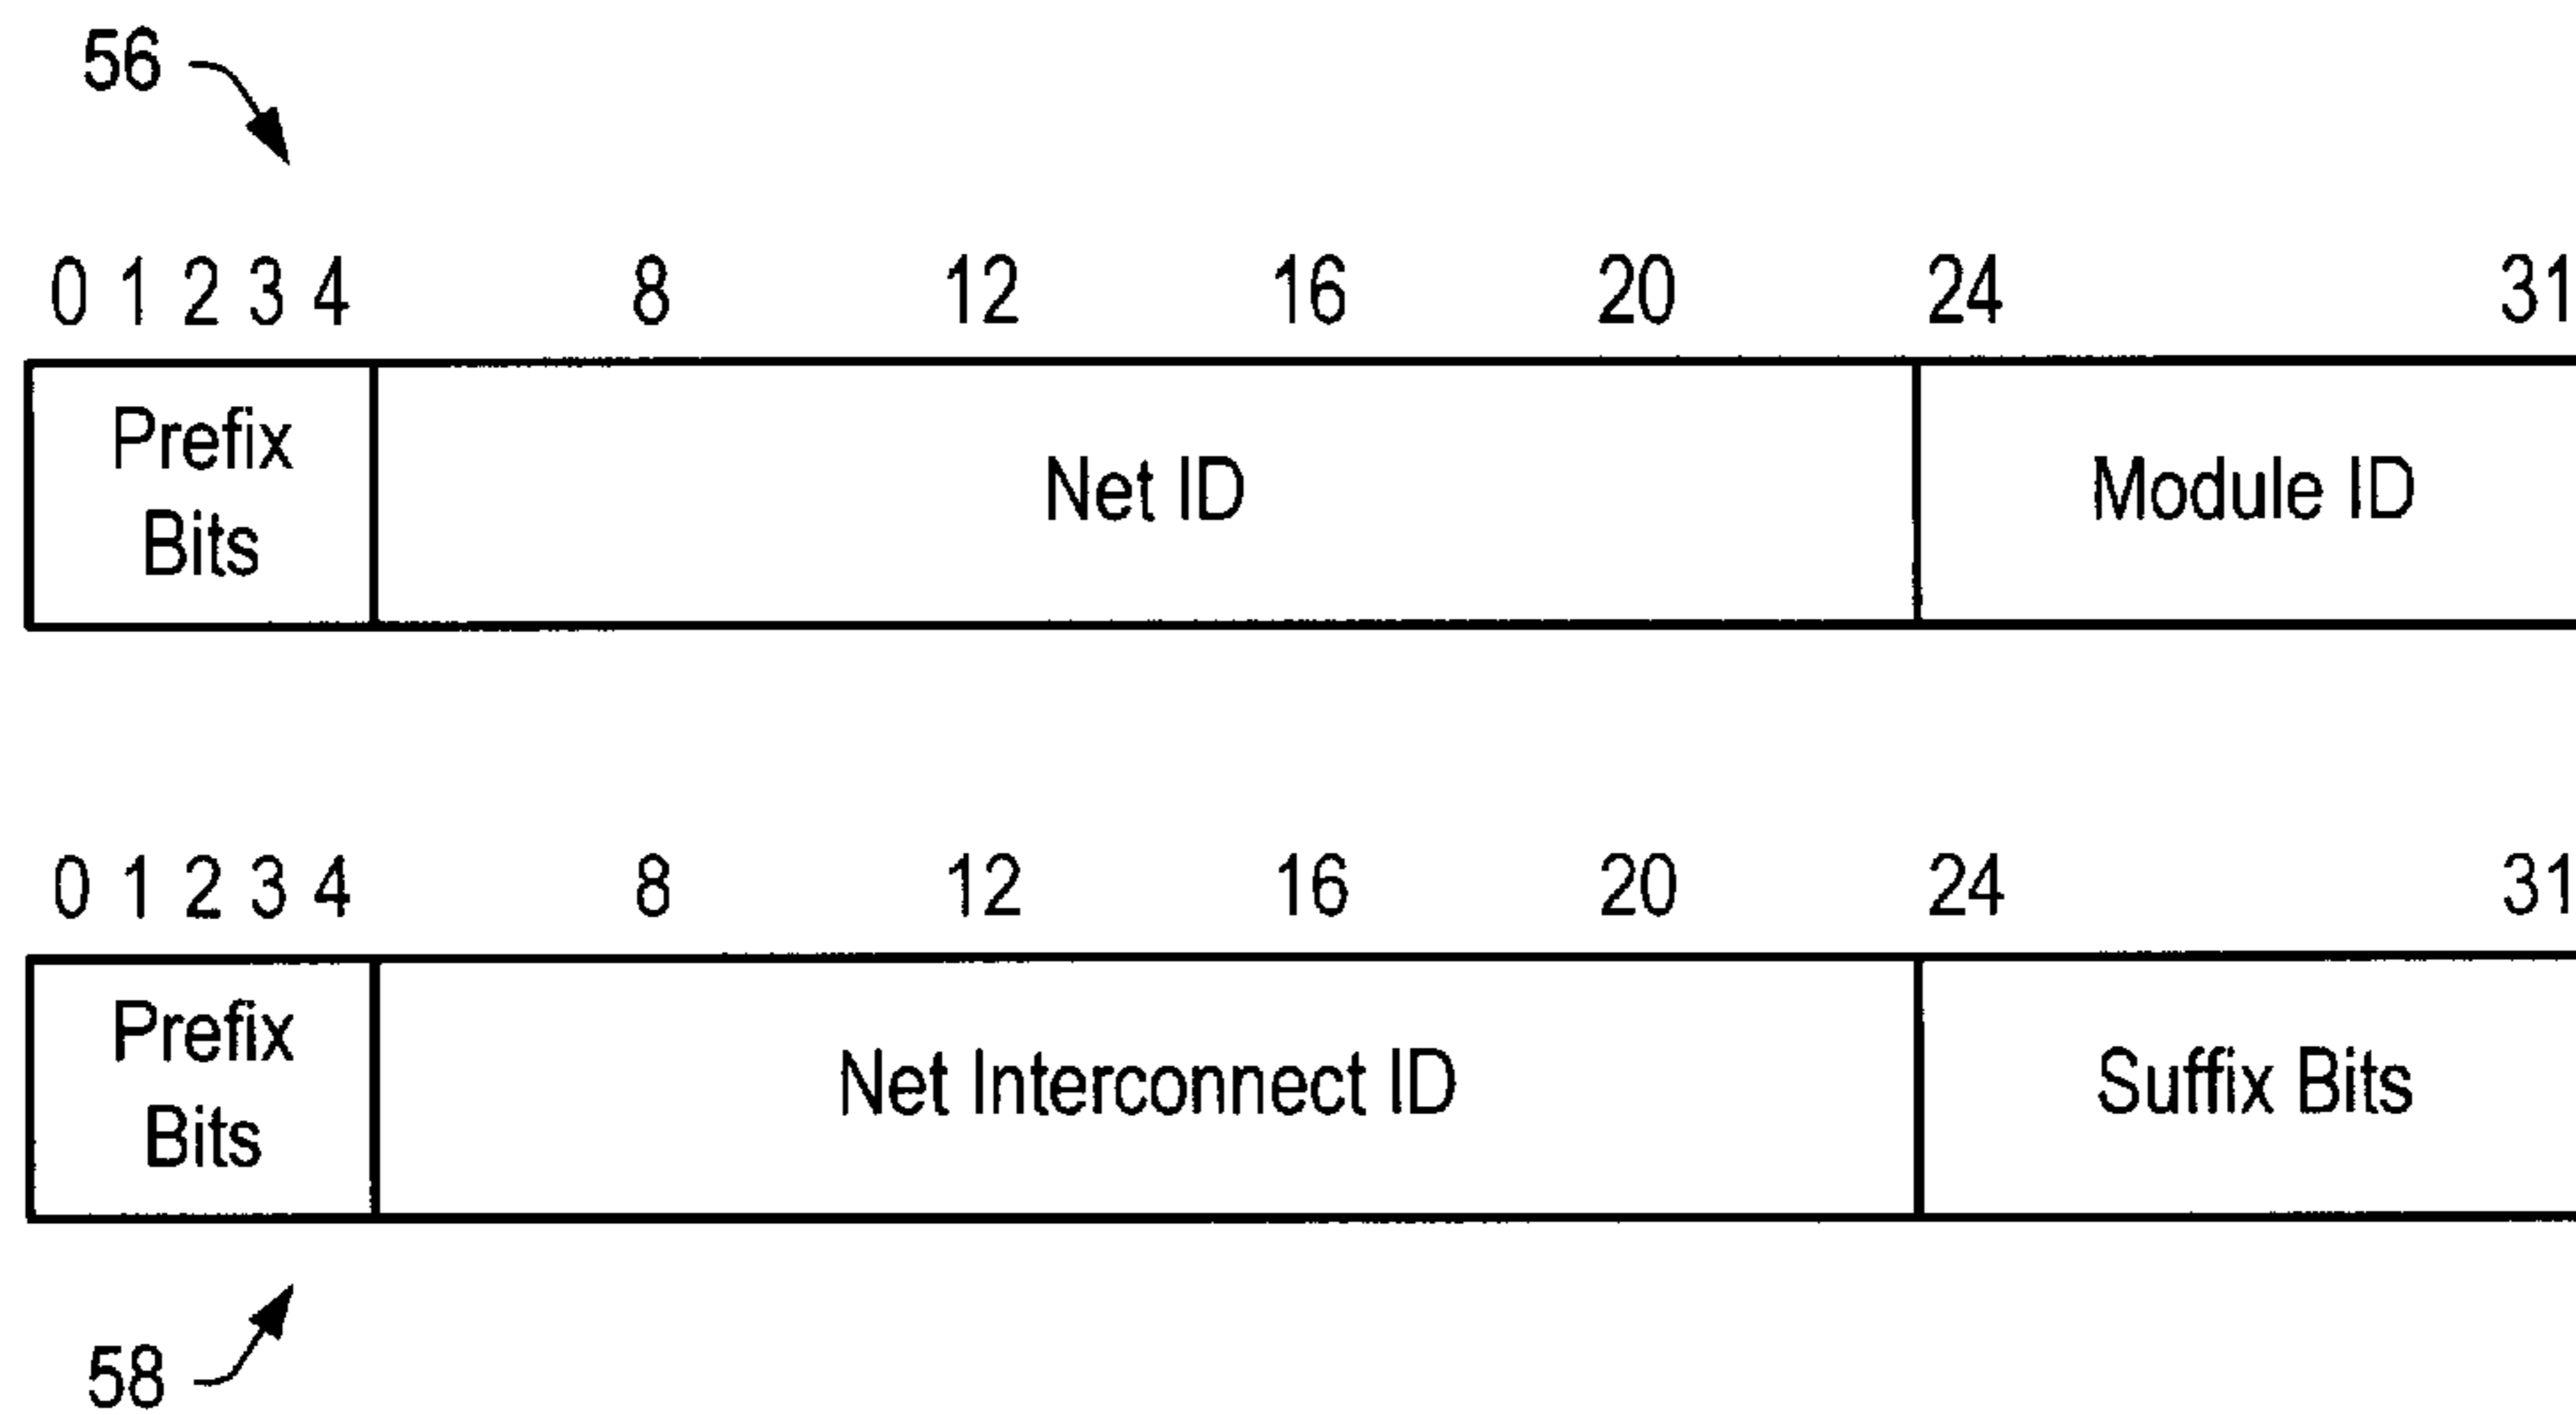 56
0 1 2 3 4 8 12 16 20 24 31
Prefix
Bits
Net ID
Module ID
0 1 2 3 4 8 12 16 20 24 31
Prefix
Bits
Net Interconnect ID
Suffix Bits
58